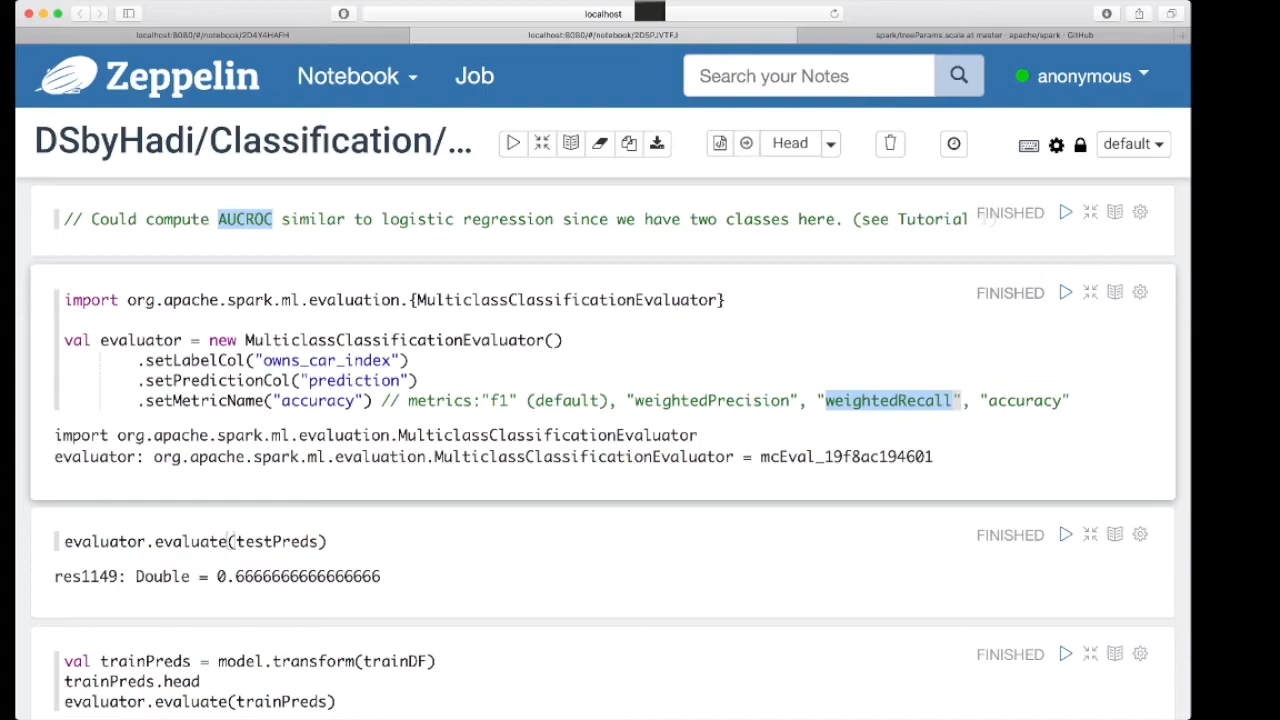 localhost
localhost:8080/#/notebook/2D4Y4HAFH
localhost:8080/#/notebook/2D5PJVTFJ
spark/treeParams.scala at master · apache/spark · GitHub
Zeppelin
Notebook
Job
Search your Notes
anonymous
DSbyHadi/Classification/...
Head
default
// Could compute AUCROC similar to logistic regression since we have two classes here. (see Tutorial
FINISHED
import org.apache.spark.ml.evaluation.{MulticlassClassificationEvaluator}
FINISHED
val evaluator = new MulticlassClassificationEvaluator()
.setLabelCol("owns_car_index")
.setPredictionCol("prediction")
.setMetricName("accuracy") // metrics:"f1" (default), "weightedPrecision", "weightedRecall", "accuracy"
import org.apache.spark.ml.evaluation.MulticlassClassificationEvaluator
evaluator: org.apache.spark.ml.evaluation.MulticlassClassificationEvaluator = mcEval_19f8ac194601
evaluator.evaluate(testPreds)
FINISHED
res1149: Double = 0.6666666666666666
val trainPreds = model.transform(trainDF)
FINISHED
trainPreds.head
evaluator.evaluate(trainPreds)